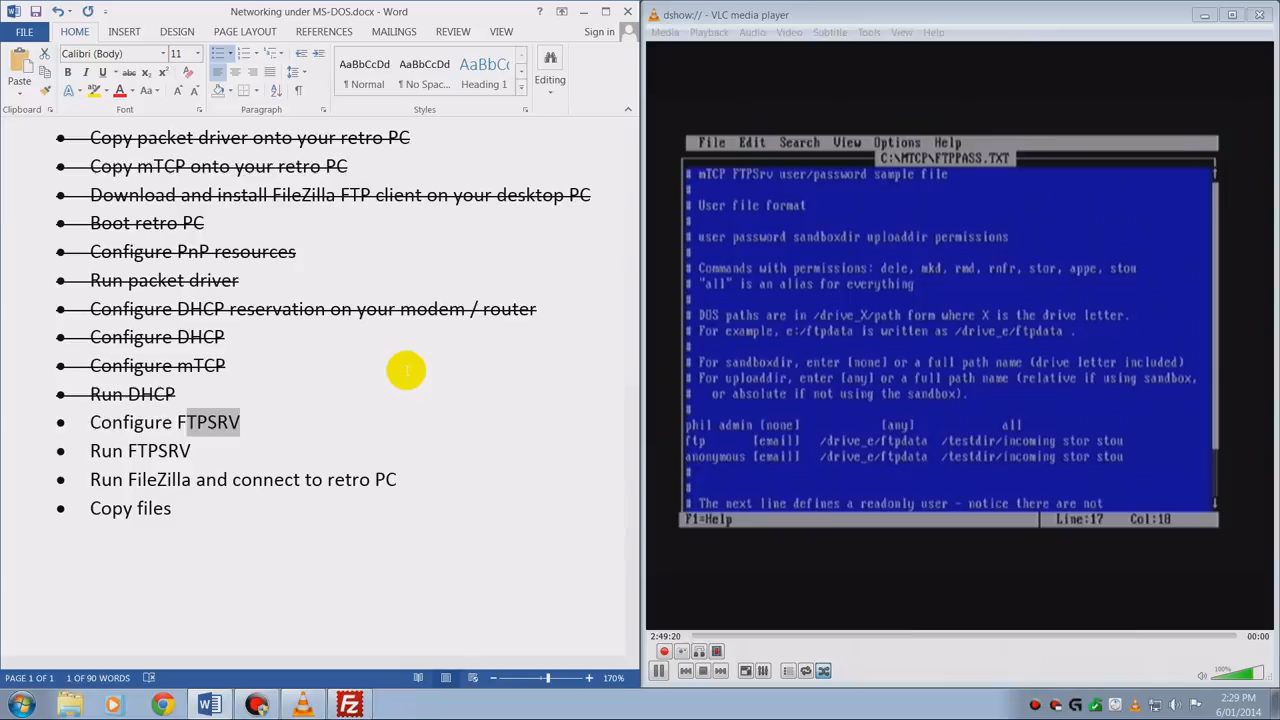 Networking under MS-DOS.docx - Word
FILE HOME INSERT DESIGN PAGE LAYOUT REFERENCES MAILINGS REVIEW VIEW Sign in
Calibri (Body) 11
Paste
AaBbCcDd AaBbCcDd AaBbCc
¶ Normal ¶ No Spac... Heading 1
Editing
Clipboard Font Paragraph Styles
• Copy packet driver onto your retro PC
• Copy mTCP onto your retro PC
• Download and install FileZilla FTP client on your desktop PC
• Boot retro PC
• Configure PnP resources
• Run packet driver
• Configure DHCP reservation on your modem / router
• Configure DHCP
• Configure mTCP
• Run DHCP
• Configure FTPSRV
• Run FTPSRV
• Run FileZilla and connect to retro PC
• Copy files
PAGE 1 OF 1 1 OF 90 WORDS 170%
dshow:// - VLC media player
Media Playback Audio Video Subtitle Tools View Help
File Edit Search View Options Help
C:\MTCP\FTPPASS.TXT
# mTCP FTPSrv user/password sample file
#
# User file format
#
# user password sandboxdir uploaddir permissions
#
# Commands with permissions: dele, mkd, rmd, rnfr, stor, appe, stou
# "all" is an alias for everything
#
# DOS paths are in /drive_X/path form where X is the drive letter.
# For example, e:/ftpdata is written as /drive_e/ftpdata .
#
# For sandboxdir, enter [none] or a full path name (drive letter included)
# For uploaddir, enter [any] or a full path name (relative if using sandbox,
# or absolute if not using the sandbox).
phil admin [none] [any] all
ftp [email] /drive_e/ftpdata /testdir/incoming stor stou
anonymous [email] /drive_e/ftpdata /testdir/incoming stor stou
#
#
# The next line defines a readonly user - notice there are not
F1=Help Line:17 Col:18
2:49:20 00:00
100%
2:29 PM
6/01/2014